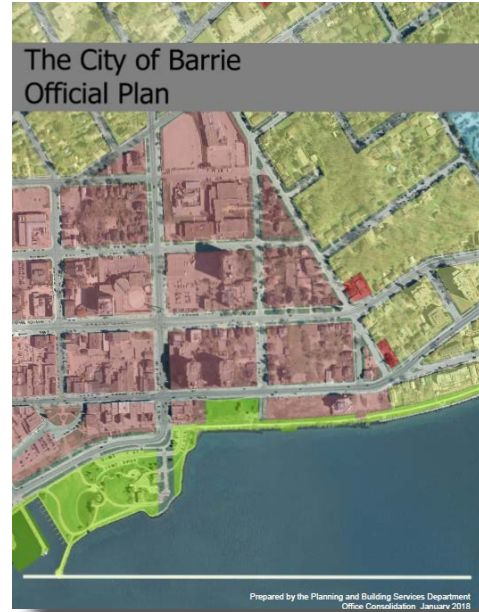 The City of Barrie
Official Plan
Prepared by the Planning and Building Services Department
Office Consolidation January 2018